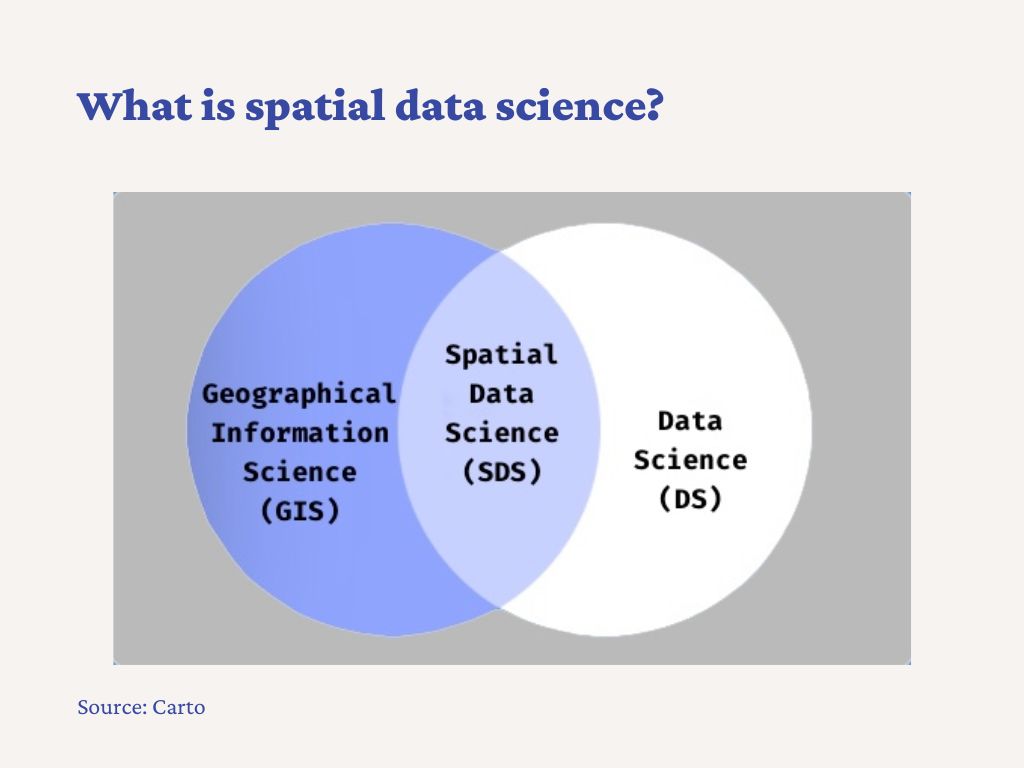 What is spatial data science?
Geographical
Information
Science
(GIS)
Spatial
Data
Science
(SDS)
Data
Science
(DS)
Source: Carto